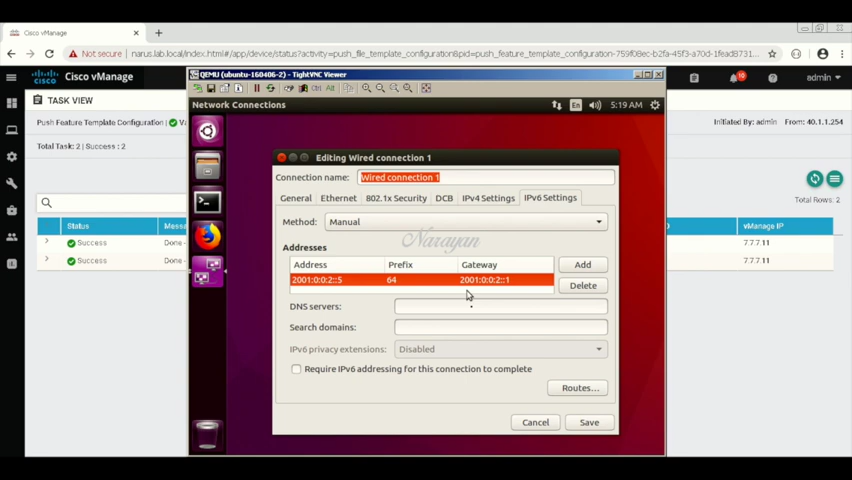 Cisco vManage
Not secure | narus.lab.local/index.html#/app/device/status?activity=push_file_template_configuration&pid=push_feature_template_configuration-759f08ec-b2fa-45f3-a70d-1fead8731...
CISCO Cisco vManage
10
admin
TASK VIEW
Push Feature Template Configuration |
Initiated By: admin From: 40.1.1.254
Total Task: 2 | Success : 2
Total Rows: 2
Status Messa vManage IP
Success Done - 7.7.7.11
Success Done - 7.7.7.11
QEMU (ubuntu-160406-2) - TightVNC Viewer
Ctrl Alt
Network Connections En 5:19 AM
Editing Wired connection 1
Connection name: Wired connection 1
General Ethernet 802.1x Security DCB IPv4 Settings IPv6 Settings
Method: Manual
Narayan
Addresses
Address Prefix Gateway Add
2001:0:0:2::5 64 2001:0:0:2::1 Delete
DNS servers:
Search domains:
IPv6 privacy extensions: Disabled
Require IPv6 addressing for this connection to complete
Routes...
Cancel Save